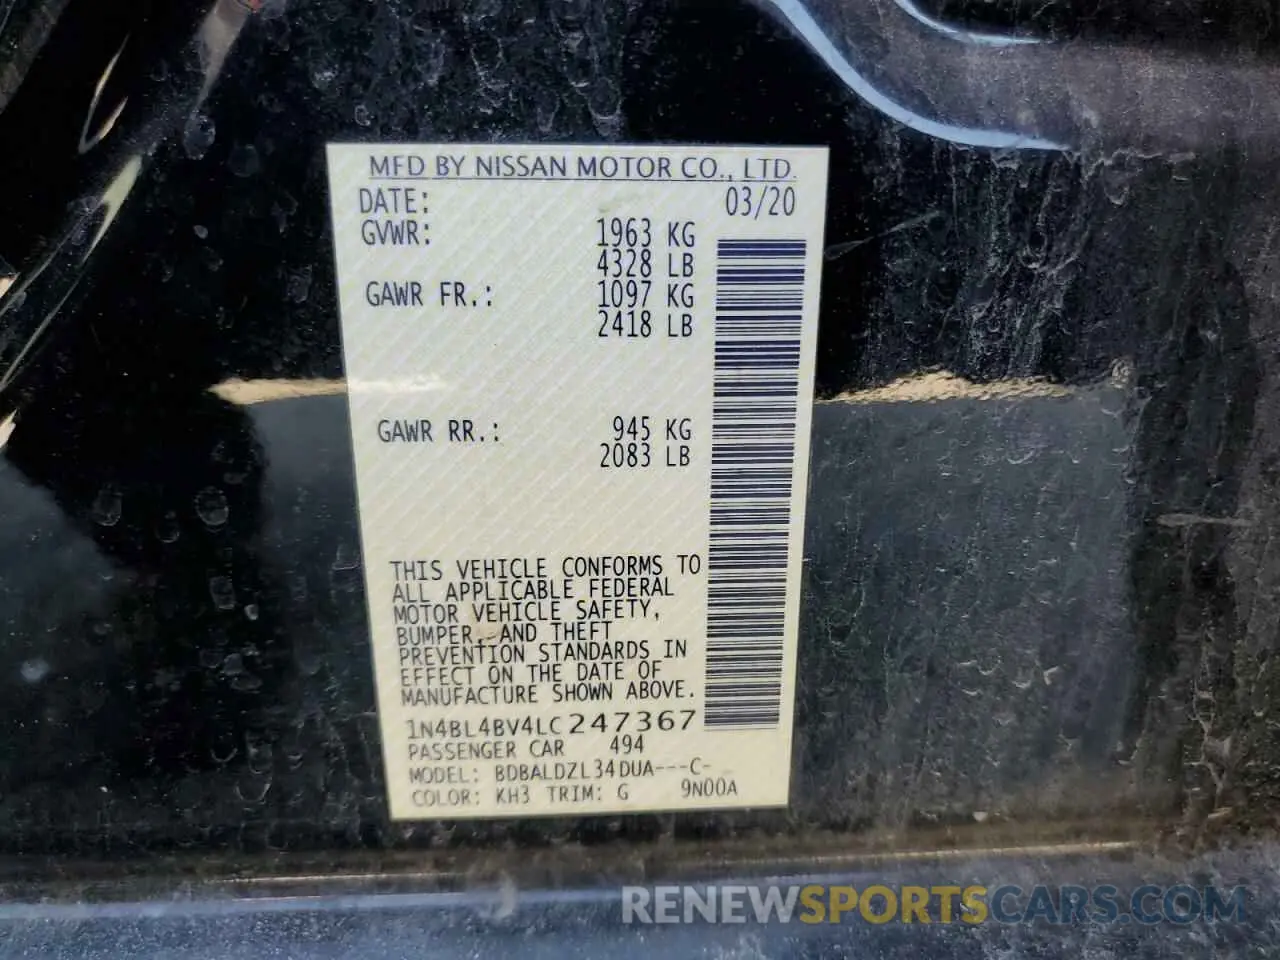 MFD BY NISSAN MOTOR CO., LTD.
DATE: 03/20
GVWR: 1963 KG
4328 LB
GAWR FR.: 1097 KG
2418 LB
GAWR RR.: 945 KG
2083 LB
THIS VEHICLE CONFORMS TO
ALL APPLICABLE FEDERAL
MOTOR VEHICLE SAFETY,
BUMPER, AND THEFT
PREVENTION STANDARDS IN
EFFECT ON THE DATE OF
MANUFACTURE SHOWN ABOVE.
1N4BL4BV4LC247367
PASSENGER CAR 494
MODEL: BDBALDZL34DUA---C-_
COLOR: KH3 TRIM: G 9N00A
RENEWSPORTSCARS.COM